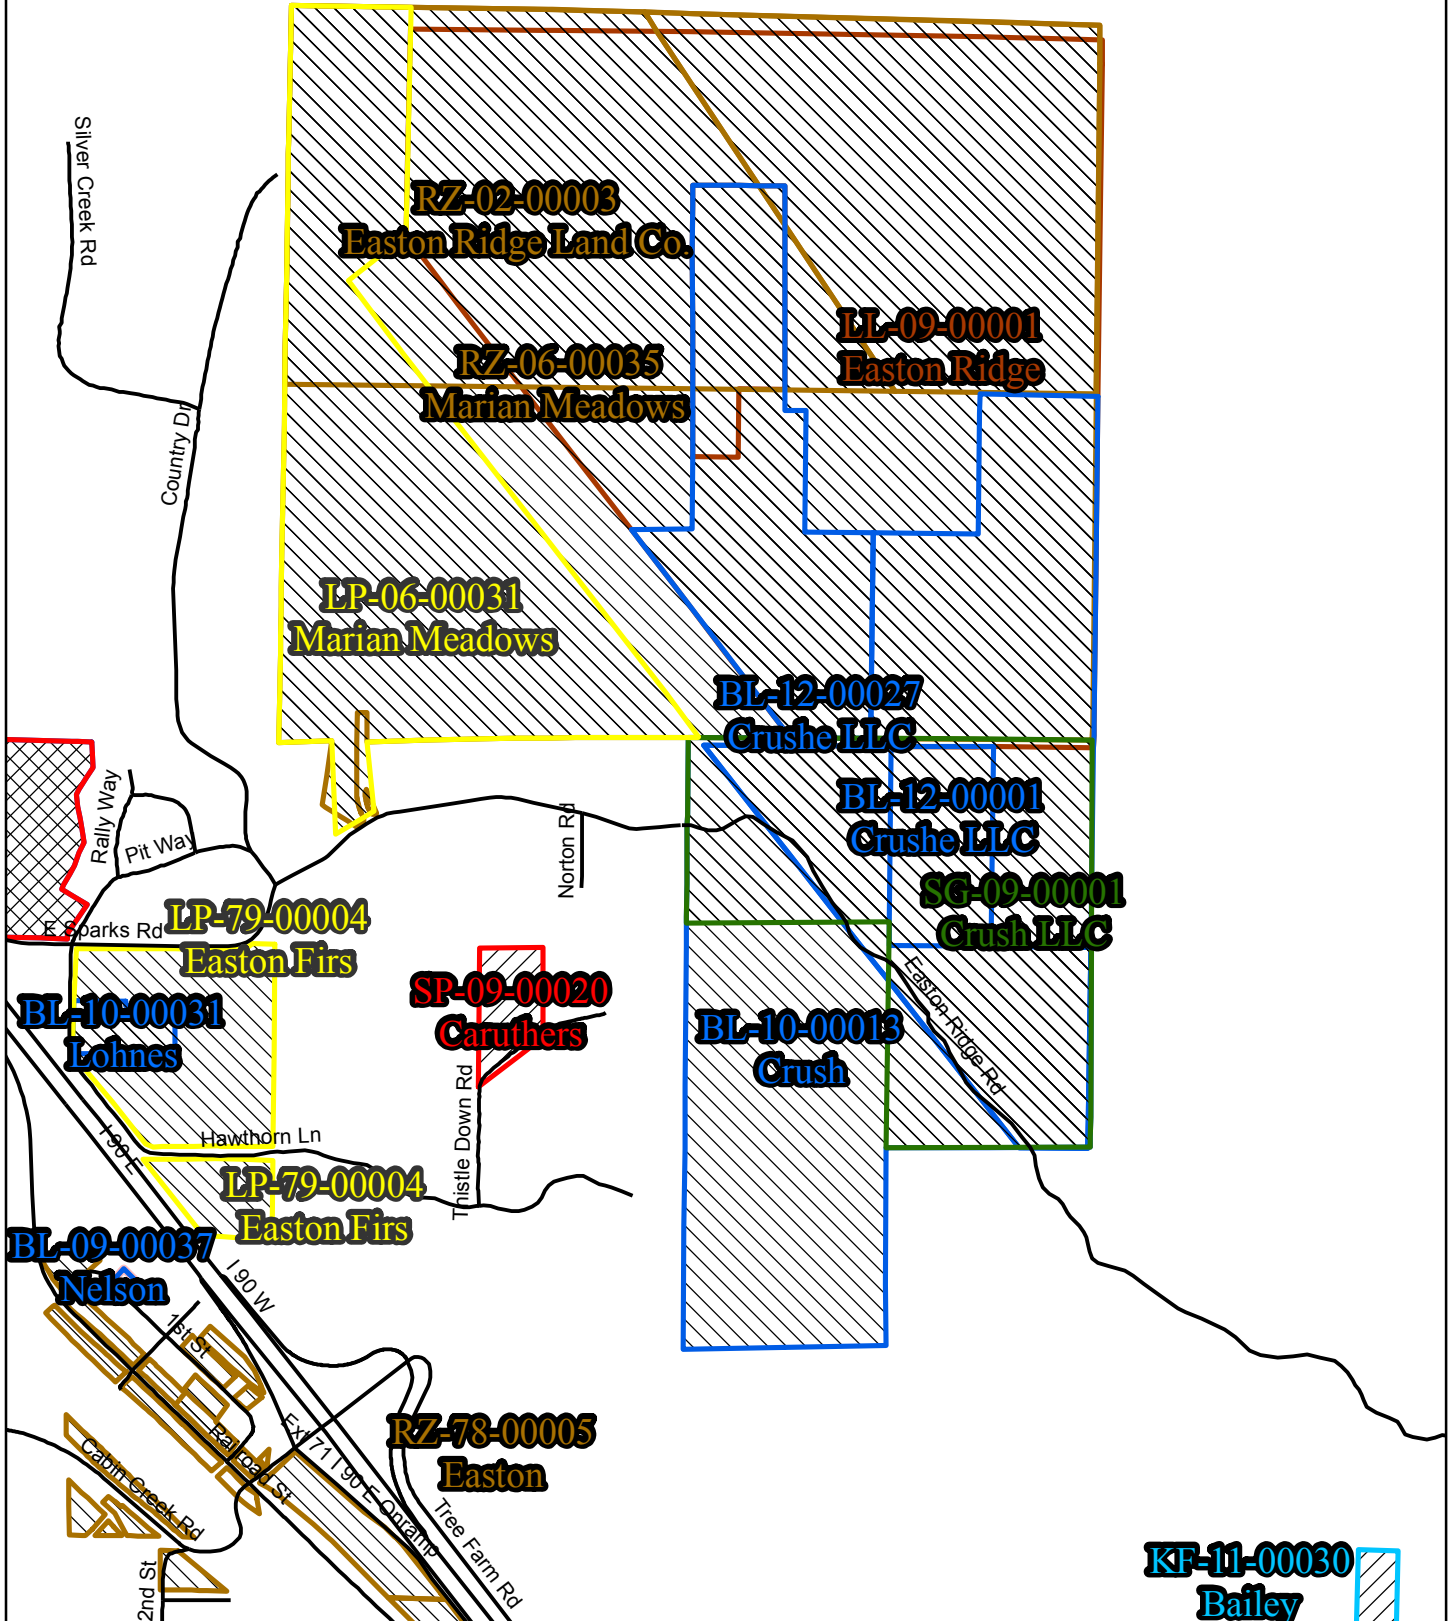 Silver Creek Rd
RZ-02-00003
Easton Ridge Land Co.
LL-09-00001
Easton Ridge
RZ-06-00035
Marian Meadows
Country Dr
LP-06-00031
Marian Meadows
BL-12-00027
Crushe LLC
BL-12-00001
Crushe LLC
Rally Way
Pit Way
Norton Rd
SG-09-00001
Crush LLC
E Sparks Rd
LP-79-00004
Easton Firs
SP-09-00020
Caruthers
Easton Ridge Rd
BL-10-00031
Lohnes
BL-10-00013
Crush
I 90 E
Hawthorn Ln
Thistle Down Rd
LP-79-00004
Easton Firs
BL-09-00037
Nelson
I 90 W
1st St
RZ-78-00005
Easton
Railroad St
Ext 71 I 90 E Onramp
Cabin Creek Rd
Tree Farm Rd
2nd St
KF-11-00030
Bailey